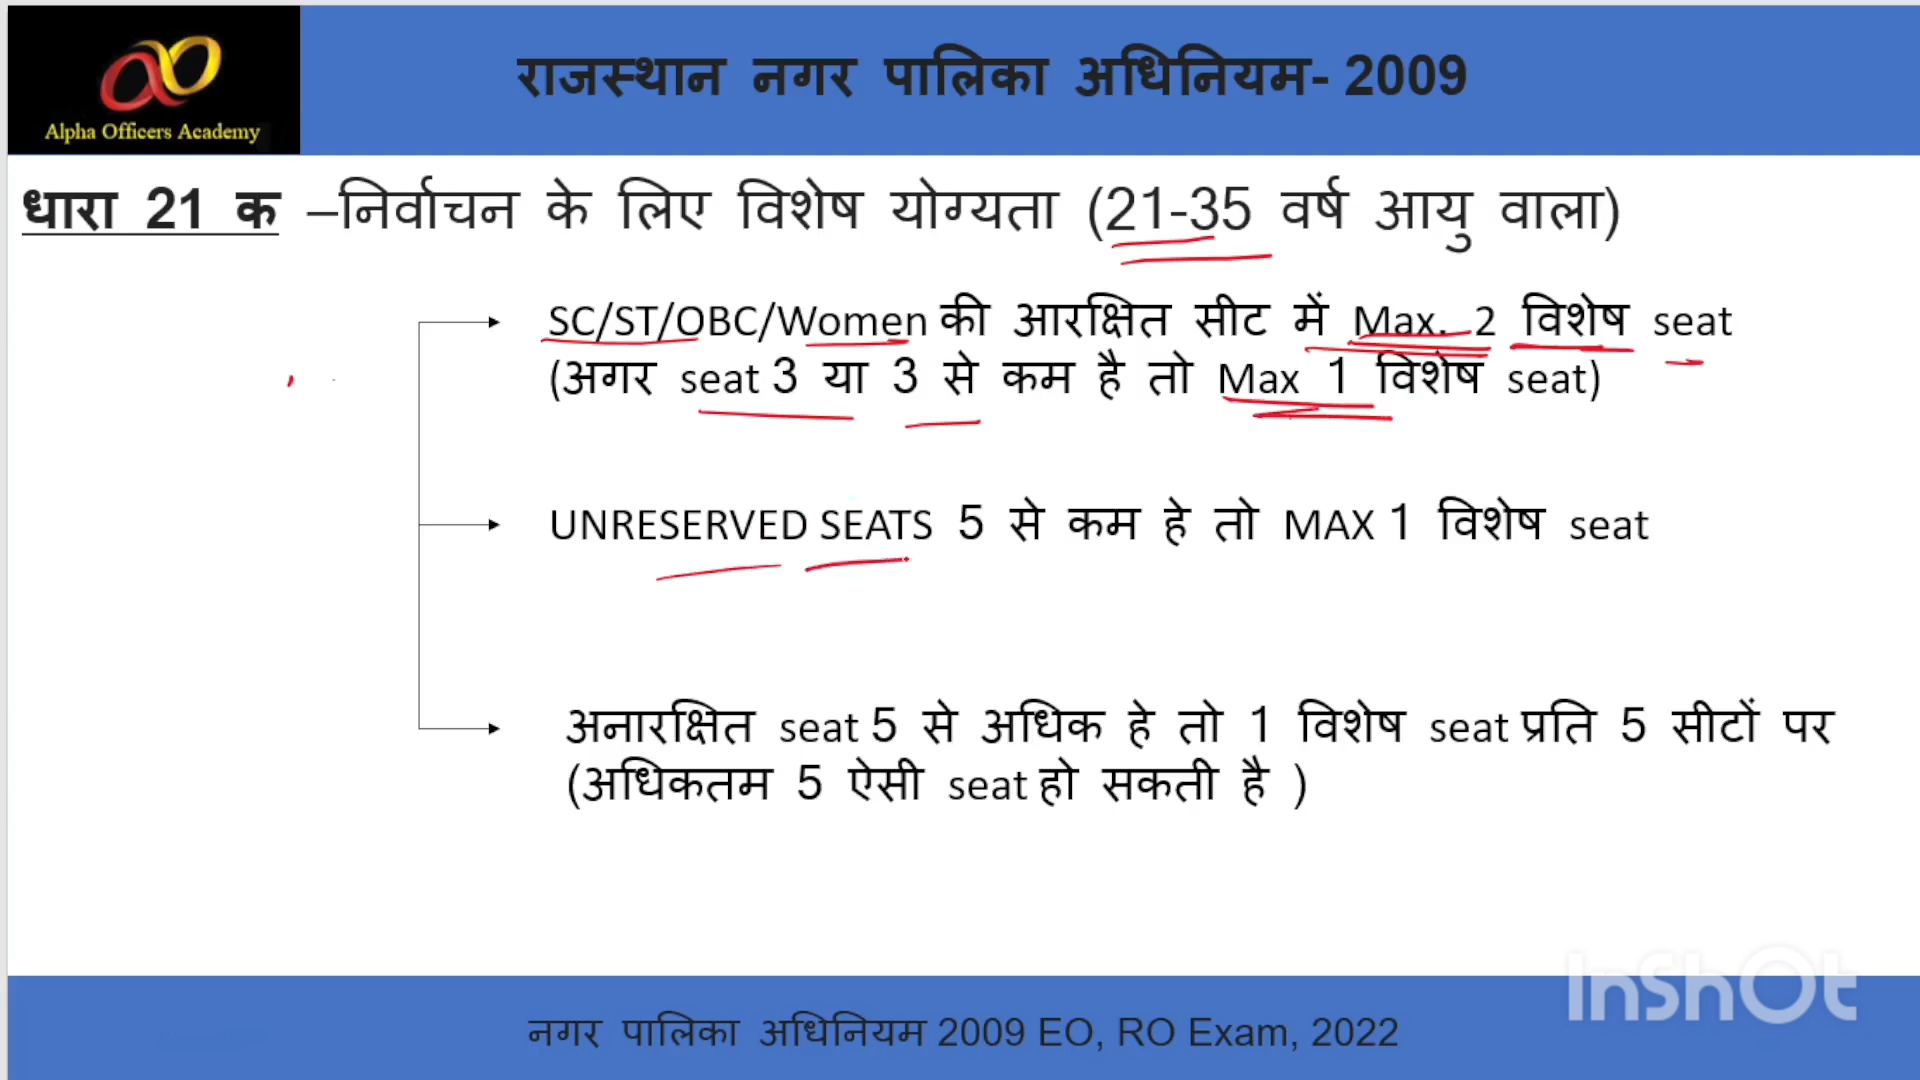 Alpha Officers Academy
राजस्थान नगर पालिका अधिनियम- 2009
धारा 21 क –निर्वाचन के लिए विशेष योग्यता (21-35 वर्ष आयु वाला)
SC/ST/OBC/Women की आरक्षित सीट में Max. 2 विशेष seat
(अगर seat 3 या 3 से कम है तो Max 1 विशेष seat)
UNRESERVED SEATS 5 से कम हे तो MAX 1 विशेष seat
अनारक्षित seat 5 से अधिक हे तो 1 विशेष seat प्रति 5 सीटों पर
(अधिकतम 5 ऐसी seat हो सकती है )
InShOt
नगर पालिका अधिनियम 2009 EO, RO Exam, 2022